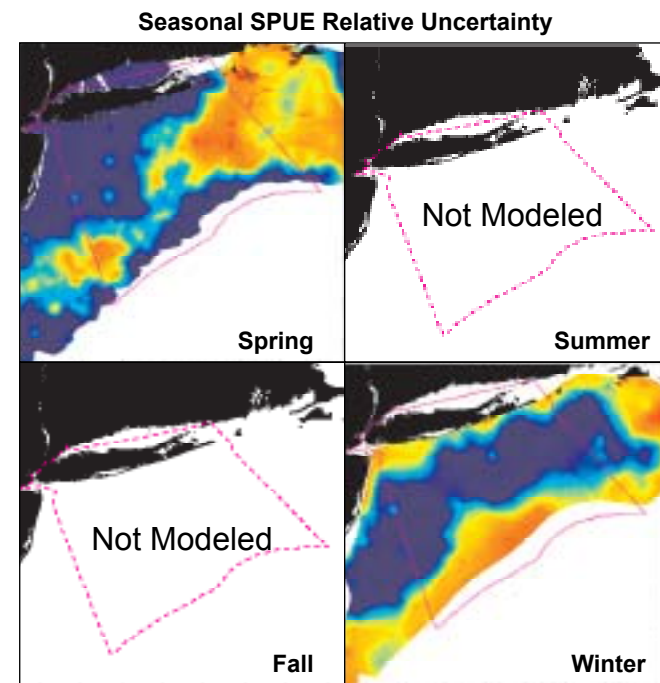 Seasonal SPUE Relative Uncertainty
Spring
Not Modeled
Summer
Not Modeled
Fall
Winter